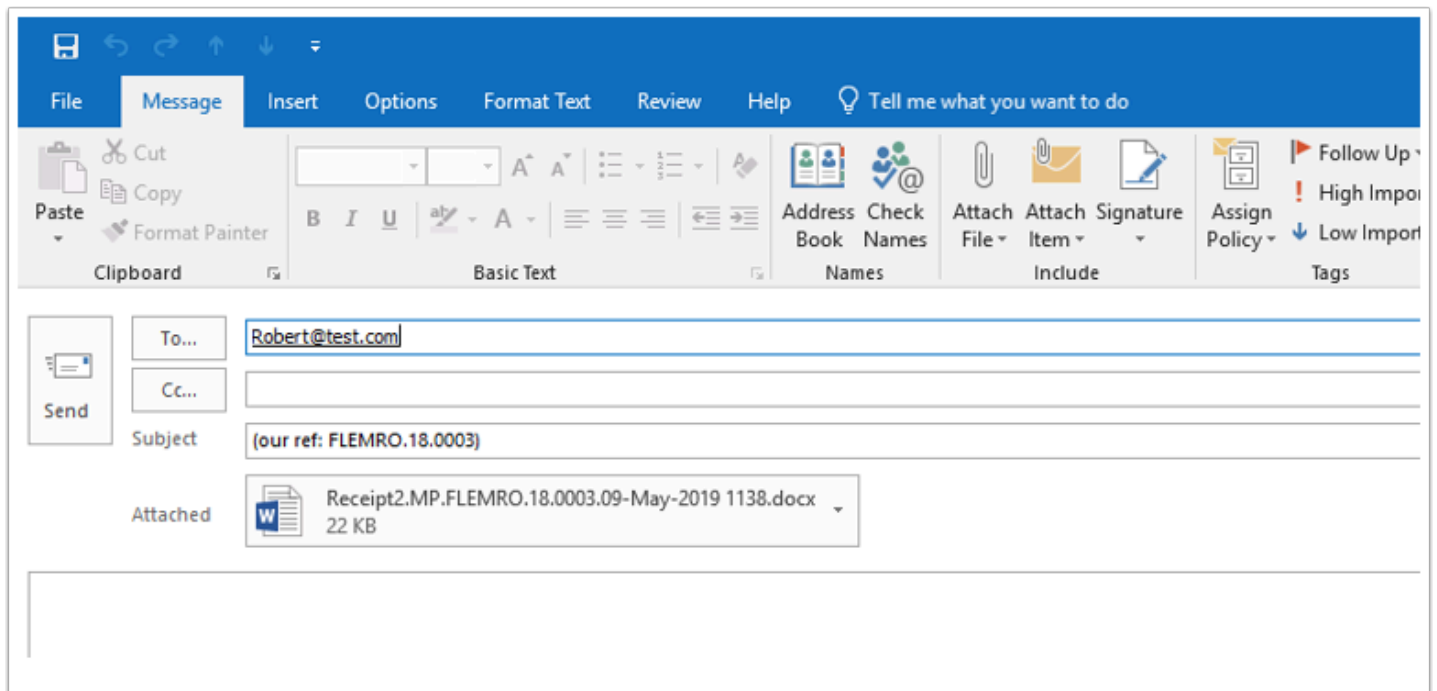 File Message Insert Options Format Text Review Help Tell me what you want to do
Paste
Cut
Copy
Format Painter
Clipboard
B I U
Basic Text
Address Book
Check Names
Names
Attach File
Attach Item
Signature
Include
Assign Policy
Follow Up
High Impor
Low Import
Tags
Send
To...
Robert@test.com
Cc...
Subject
(our ref: FLEMRO.18.0003)
Attached
Receipt2.MP.FLEMRO.18.0003.09-May-2019 1138.docx
22 KB